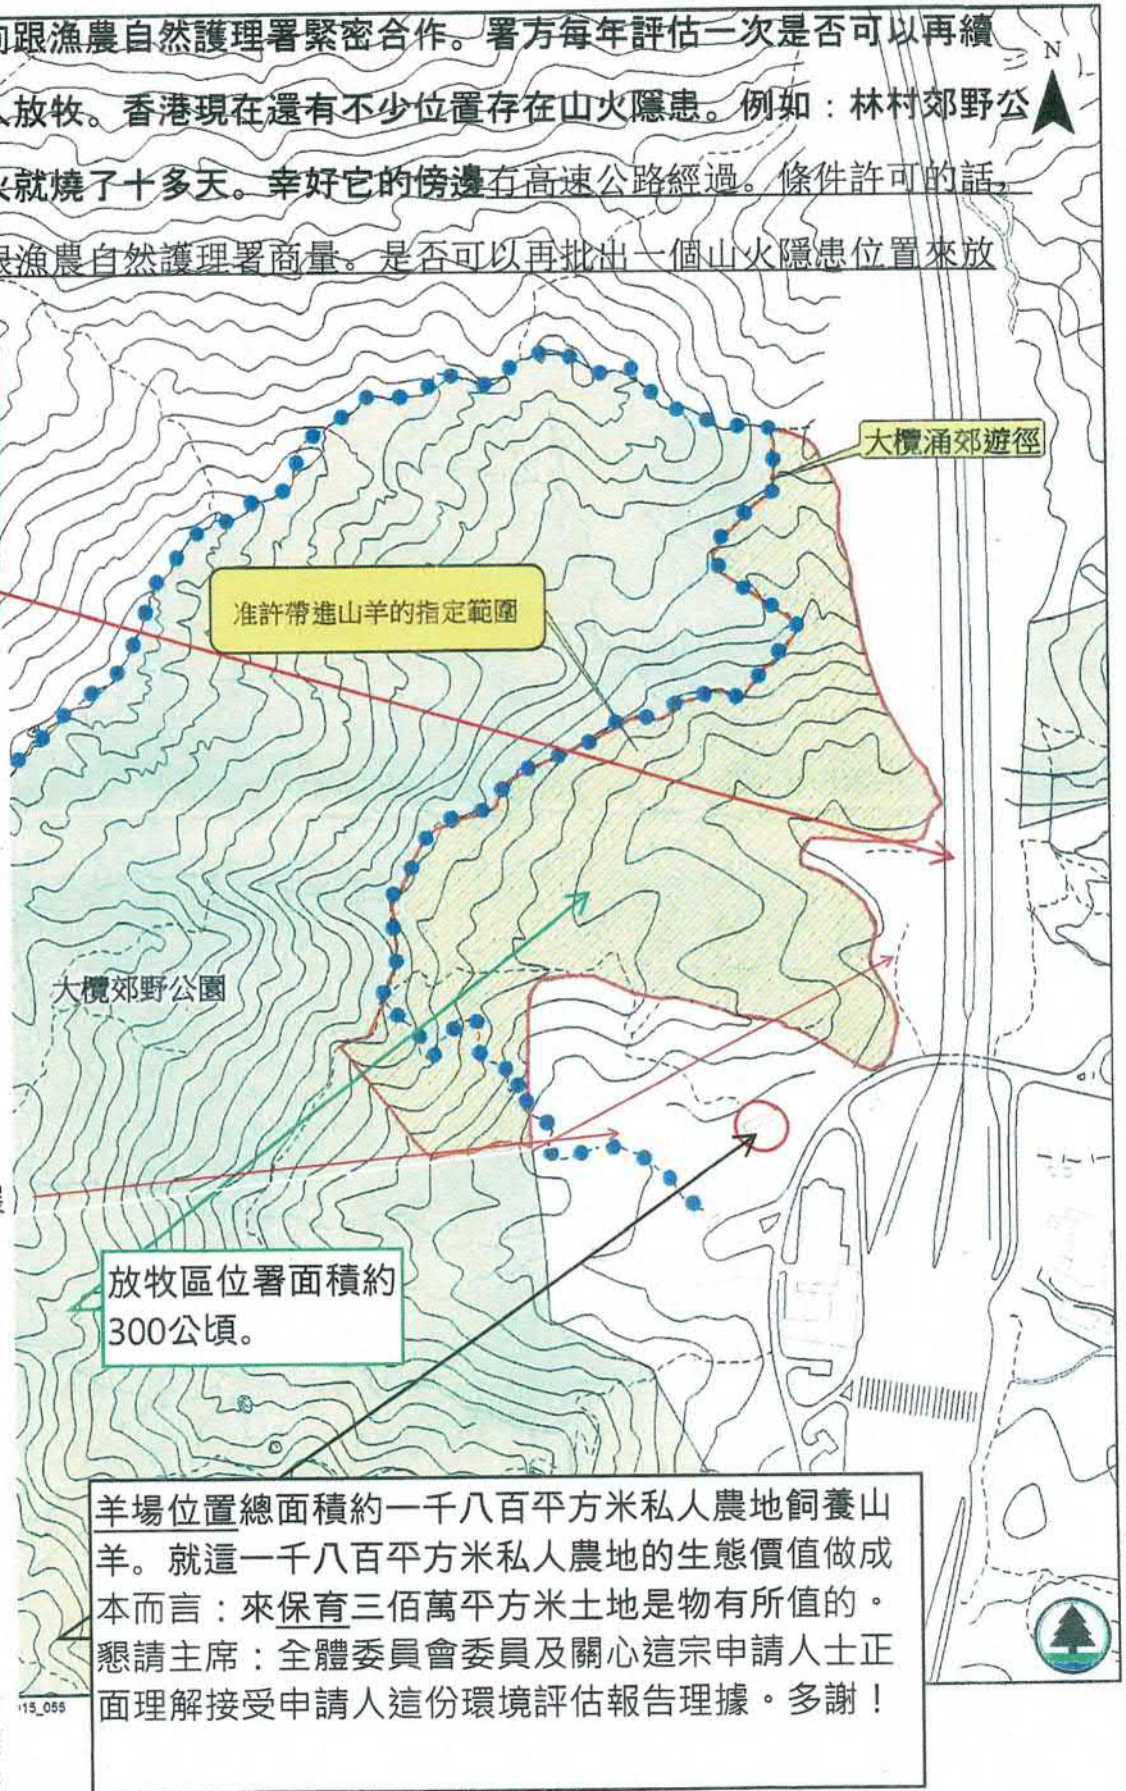 跟漁農自然護理署緊密合作。署方每年評估一次是否可以再續
放牧。香港現在還有不少位置存在山火隱患。例如：林村郊野公
就燒了十多天。幸好它的傍邊有高速公路經過。條件許可的話，
漁農自然護理署商量。是否可以再批出一個山火隱患位置來放
N
大欖涌郊遊徑
准許帶進山羊的指定範圍
大欖郊野公園
放牧區位署面積約
300公頃。
羊場位置總面積約一千八百平方米私人農地飼養山
羊。就這一千八百平方米私人農地的生態價值做成
本而言：來保育三佰萬平方米土地是物有所值的。
懇請主席：全體委員會委員及關心這宗申請人士正
面理解接受申請人這份環境評估報告理據。多謝！
15_055